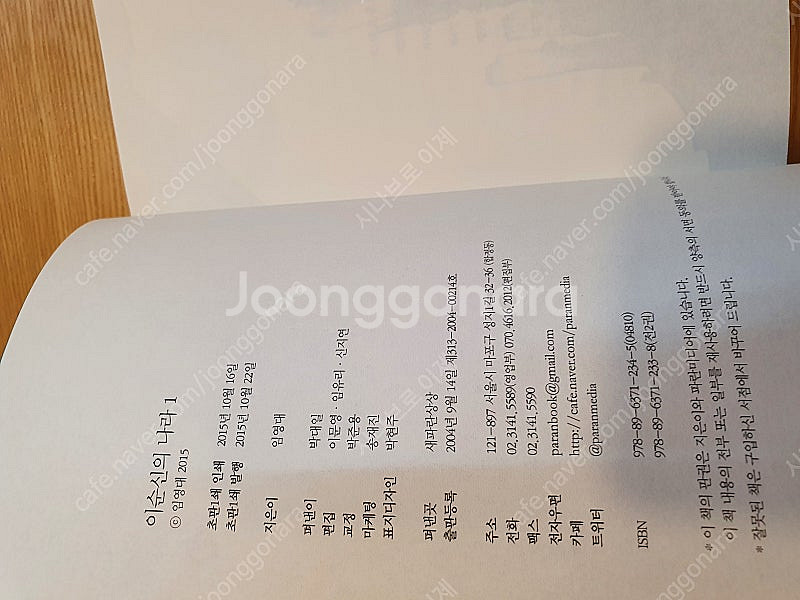 이순신의 나라 1
ⓒ 임영대 2015
초판1쇄 인쇄 2015년 10월 16일
초판1쇄 발행 2015년 10월 22일
지은이 임영대
펴낸이 박대일
편집 이문영 · 임유리 · 신지연
교정 박준용
마케팅 송재진
표지디자인 박현주
펴낸곳 새파란상상
출판등록 2004년 9월 14일 제313-2004-00214호
주소 121-897 서울시 마포구 성지1길 32-36 (합정동)
전화 02.3141.5589(영업부) 070.4616.2012(편집부)
팩스 02.3141.5590
전자우편 paranbook@gmail.com
카페 http://cafe.naver.com/paranmedia
트위터 @paranmedia
ISBN 978-89-6371-234-5(04810)
978-89-6371-233-8(전2권)
* 이 책의 판권은 지은이와 파란미디어에 있습니다.
이 책 내용의 전부 또는 일부를 재사용하려면 반드시 양측의 서면 동의를
* 잘못된 책은 구입하신 서점에서 바꾸어 드립니다.
Joonggonara
시나브로 이제
cafe.naver.com/joonggonara